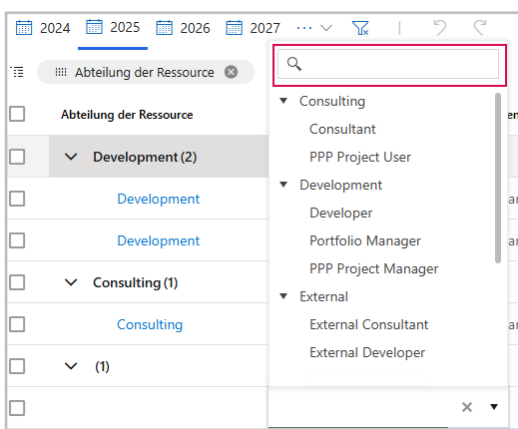 2024 2025 2026 2027 ...
Abteilung der Ressource
Abteilung der Ressource
Development (2)
Development
Development
Consulting (1)
Consulting
(1)
Consulting
Consultant
PPP Project User
Development
Developer
Portfolio Manager
PPP Project Manager
External
External Consultant
External Developer